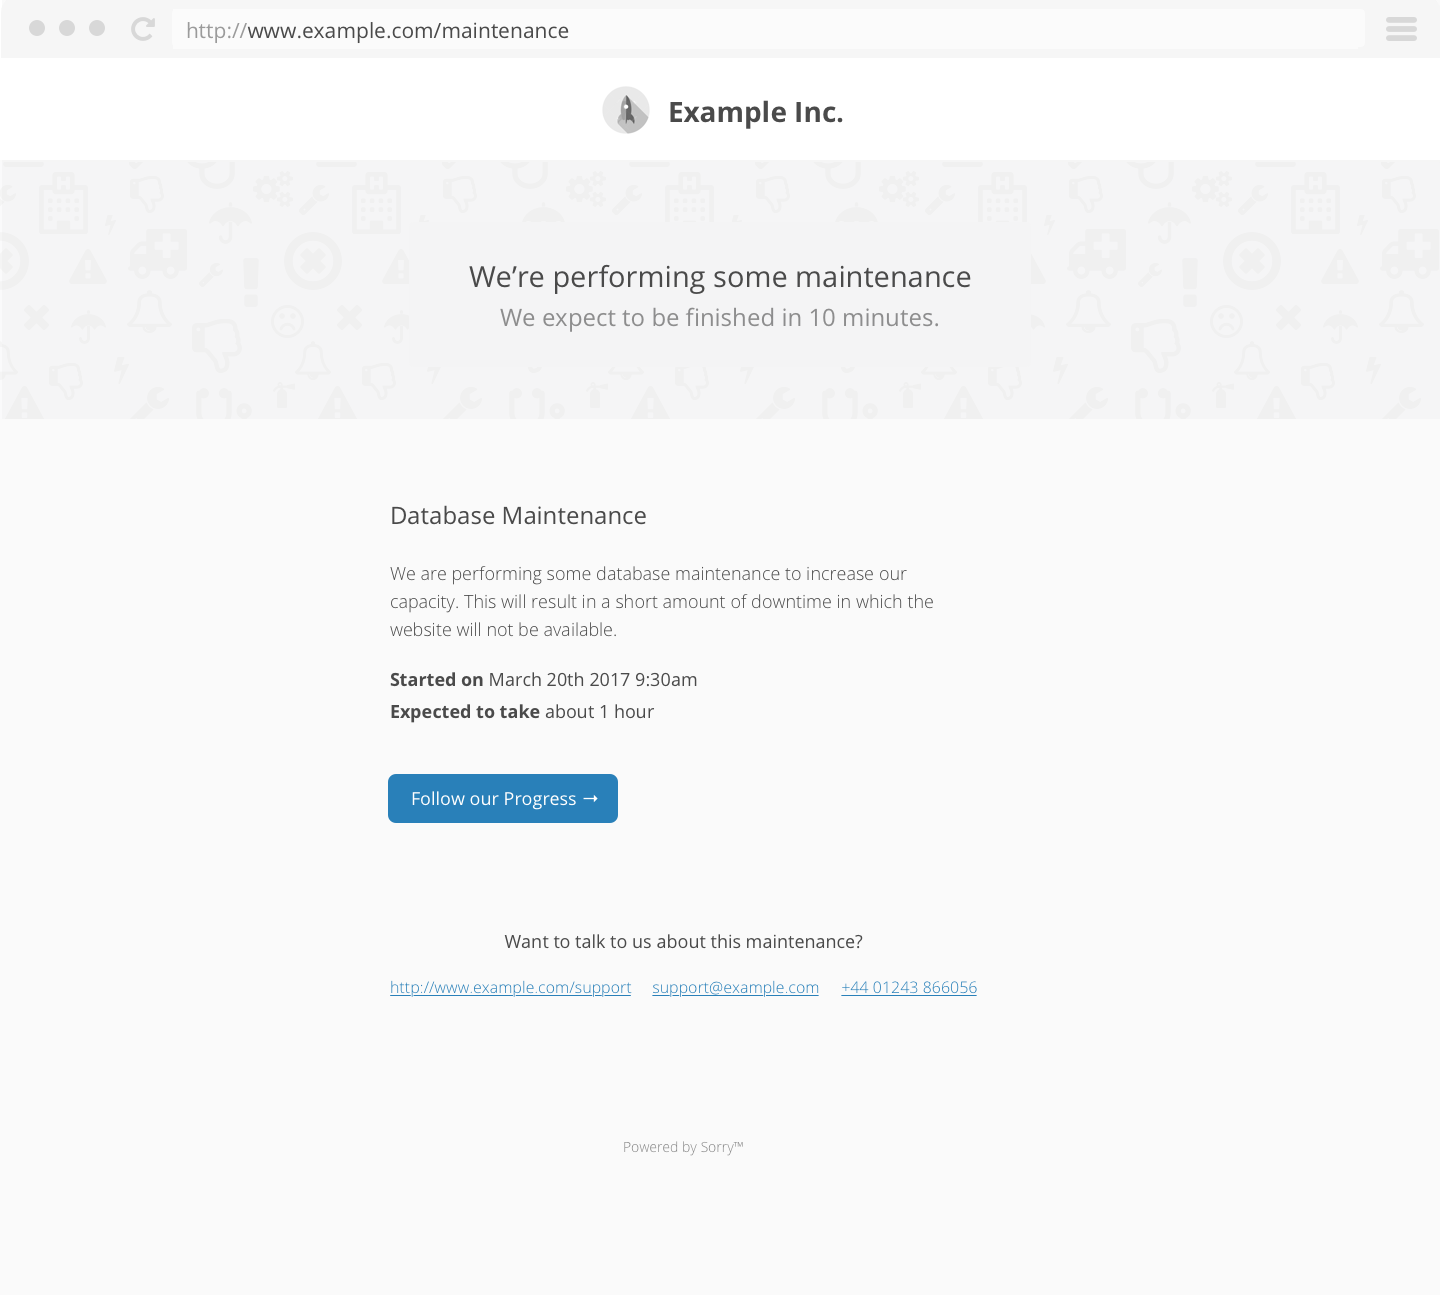 http://www.example.com/maintenance
Example Inc.
We’re performing some maintenance
We expect to be finished in 10 minutes.
Database Maintenance
We are performing some database maintenance to increase our
capacity. This will result in a short amount of downtime in which the
website will not be available.
Started on March 20th 2017 9:30am
Expected to take about 1 hour
Follow our Progress →
Want to talk to us about this maintenance?
http://www.example.com/support support@example.com +44 01243 866056
Powered by Sorry™